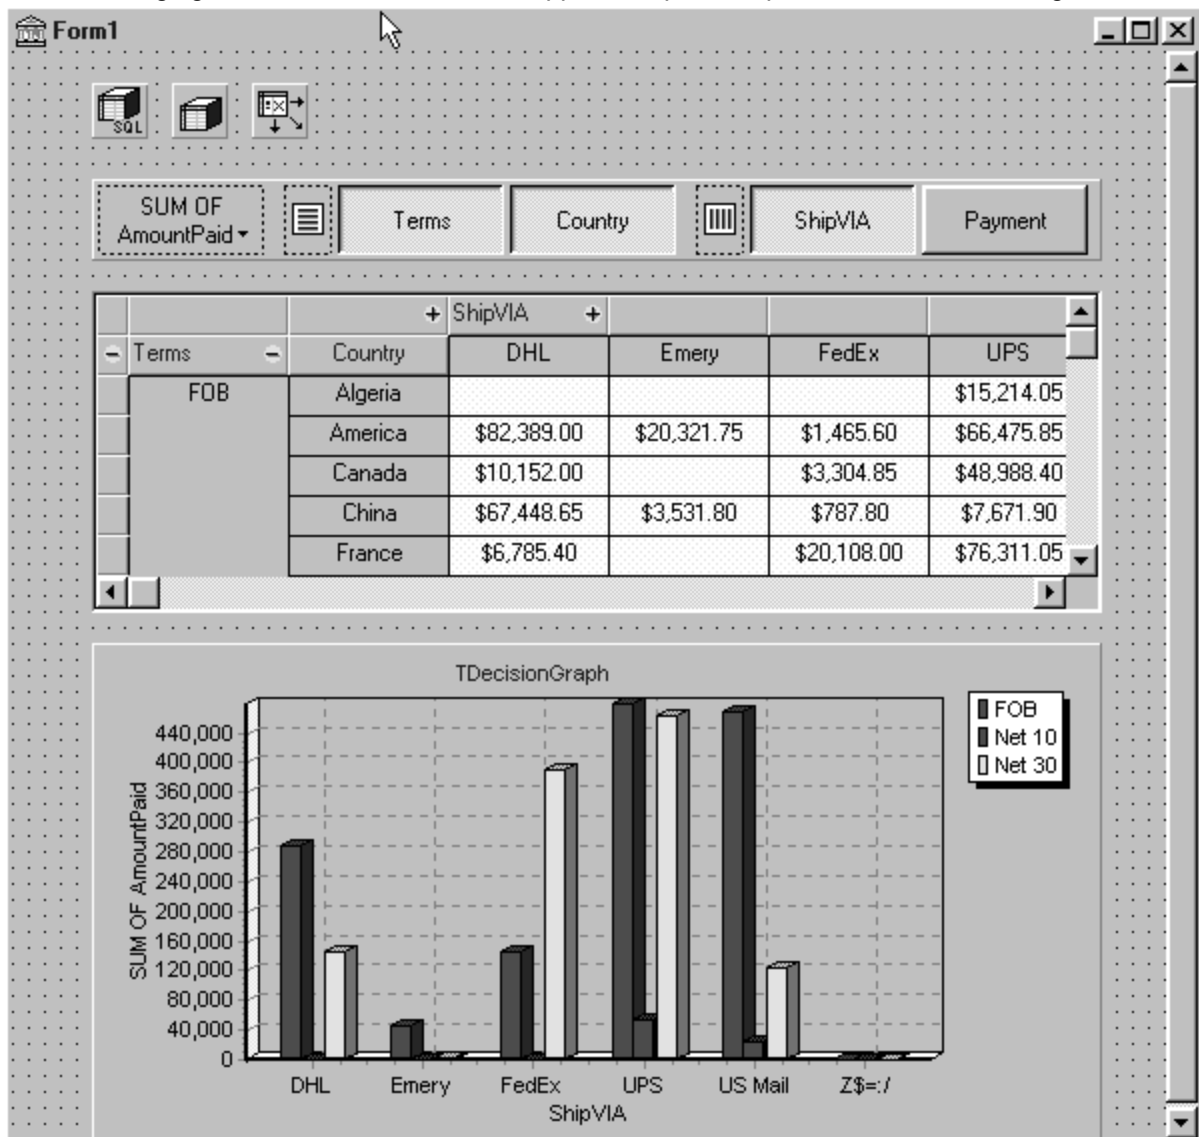 Form1
SQL
SUM OF
AmountPaid
Terms
Country
ShipVIA
Payment
+ ShipVIA +
- Terms - Country DHL Emery FedEx UPS
FOB Algeria $15,214.05
America $82,389.00 $20,321.75 $1,465.60 $66,475.85
Canada $10,152.00 $3,304.85 $48,988.40
China $67,448.65 $3,531.80 $787.80 $7,671.90
France $6,785.40 $20,108.00 $76,311.05
TDecisionGraph
440,000
400,000
360,000
320,000
280,000
240,000
200,000
160,000
120,000
80,000
40,000
0
SUM OF AmountPaid
DHL Emery FedEx UPS US Mail Z$=:/
ShipVIA
FOB
Net 10
Net 30